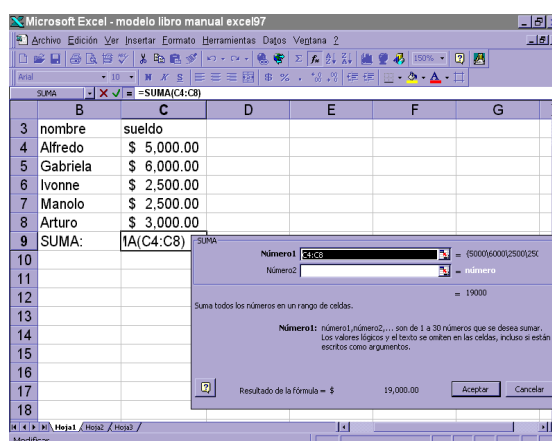 Microsoft Excel - modelo libro manual excel97
Archivo Edición Ver Insertar Formato Herramientas Datos Ventana ?
150%
Arial 10 N K S $ % ,
SUMA = =SUMA(C4:C8)
B C D E F G
3 nombre sueldo
4 Alfredo $ 5,000.00
5 Gabriela $ 6,000.00
6 Ivonne $ 2,500.00
7 Manolo $ 2,500.00
8 Arturo $ 3,000.00
9 SUMA: MA(C4:C8)
10
11
12
13
14
15
16
17
18
SUMA
Número1 C4:C8 = {5000\6000\2500\250
Número2 = número
= 19000
Suma todos los números en un rango de celdas.
Número1: número1,número2,... son de 1 a 30 números que se desea sumar.
Los valores lógicos y el texto se omiten en las celdas, incluso si están
escritos como argumentos.
Resultado de la fórmula = $ 19,000.00 Aceptar Cancelar
Hoja1 Hoja2 Hoja3
Modificar